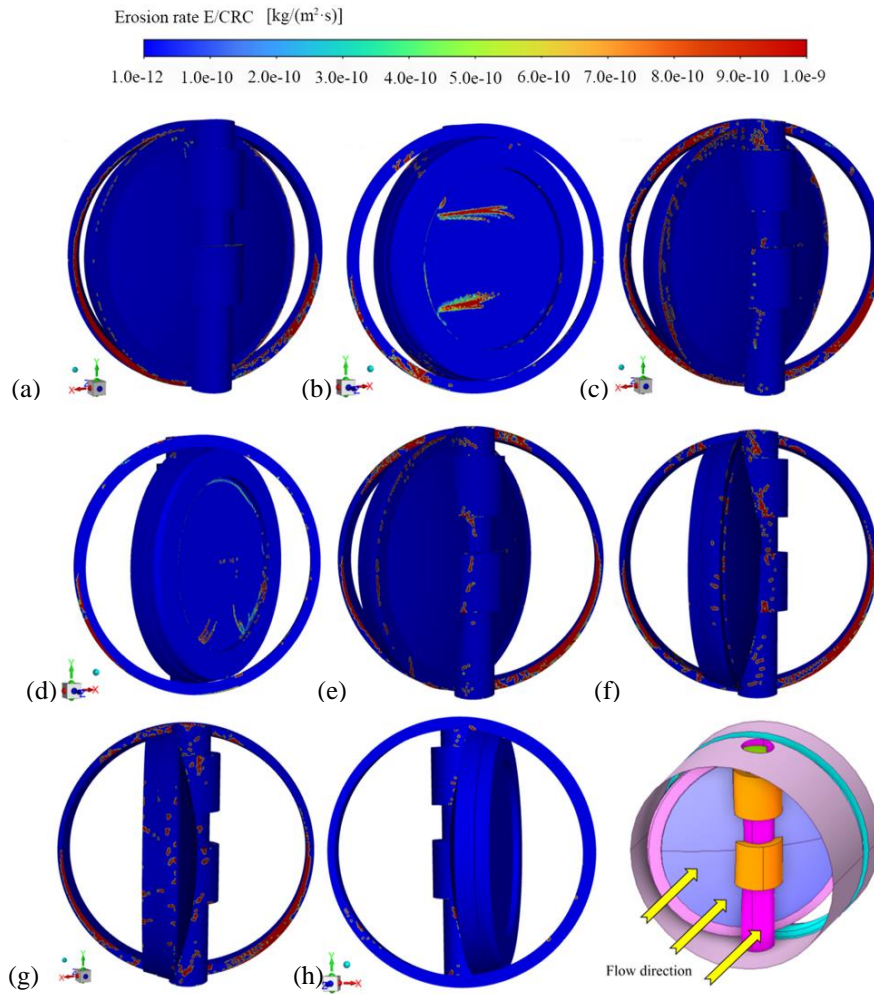 Erosion rate E/CRC [kg/(m²·s)]
1.0e-12 1.0e-10 2.0e-10 3.0e-10 4.0e-10 5.0e-10 6.0e-10 7.0e-10 8.0e-10 9.0e-10 1.0e-9
(a) (b) (c)
(d) (e) (f)
(g) (h) Flow direction